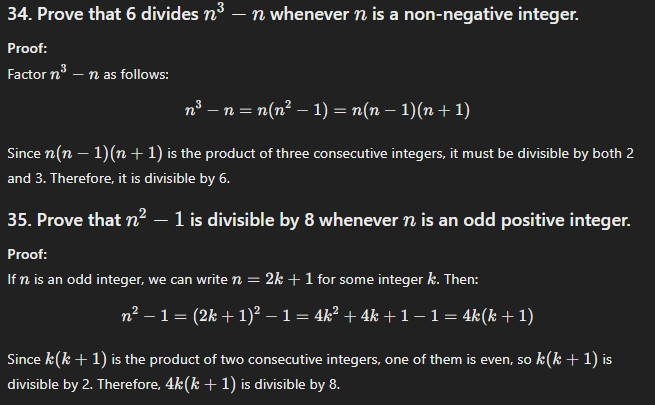 34. Prove that 6 divides n³ − n whenever n is a non-negative integer.
Proof:
Factor n³ − n as follows:
n³ − n = n(n² − 1) = n(n − 1)(n + 1)
Since n(n − 1)(n + 1) is the product of three consecutive integers, it must be divisible by both 2
and 3. Therefore, it is divisible by 6.
35. Prove that n² − 1 is divisible by 8 whenever n is an odd positive integer.
Proof:
If n is an odd integer, we can write n = 2k + 1 for some integer k. Then:
n² − 1 = (2k + 1)² − 1 = 4k² + 4k + 1 − 1 = 4k(k + 1)
Since k(k + 1) is the product of two consecutive integers, one of them is even, so k(k + 1) is
divisible by 2. Therefore, 4k(k + 1) is divisible by 8.